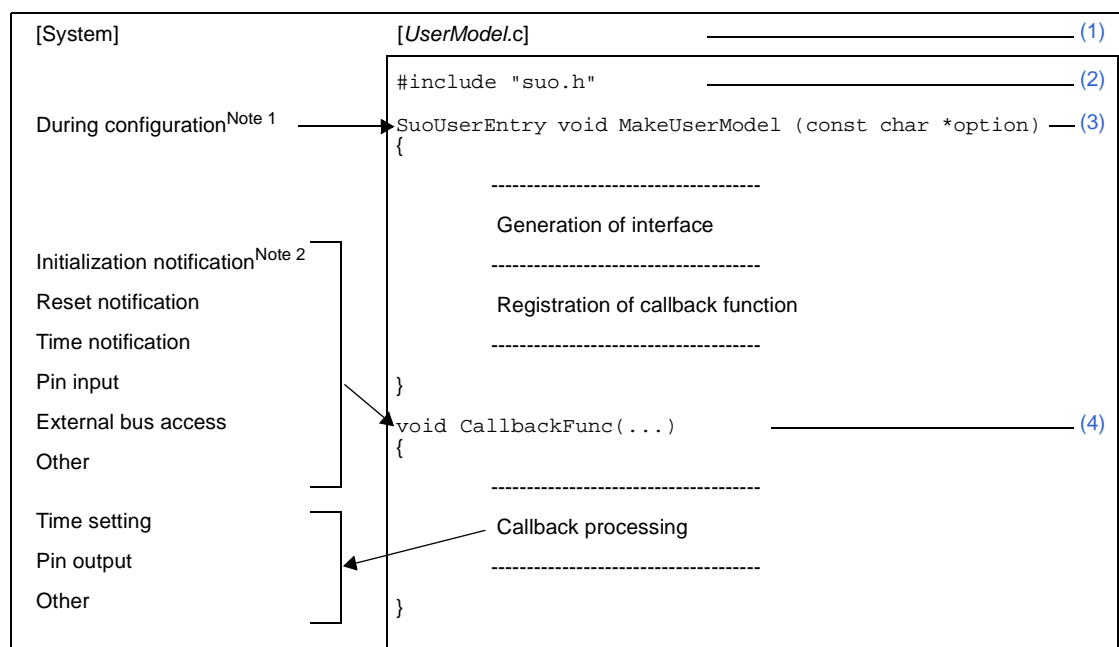 [System] [UserModel.c] (1)
#include "suo.h" (2)
During configurationNote 1 SuoUserEntry void MakeUserModel (const char *option) (3)
{
--------------------------------------
Generation of interface
Initialization notificationNote 2
--------------------------------------
Reset notification Registration of callback function
Time notification
--------------------------------------
Pin input }
External bus access void CallbackFunc(...) (4)
{
Other
--------------------------------------
Time setting Callback processing
Pin output
--------------------------------------
Other }